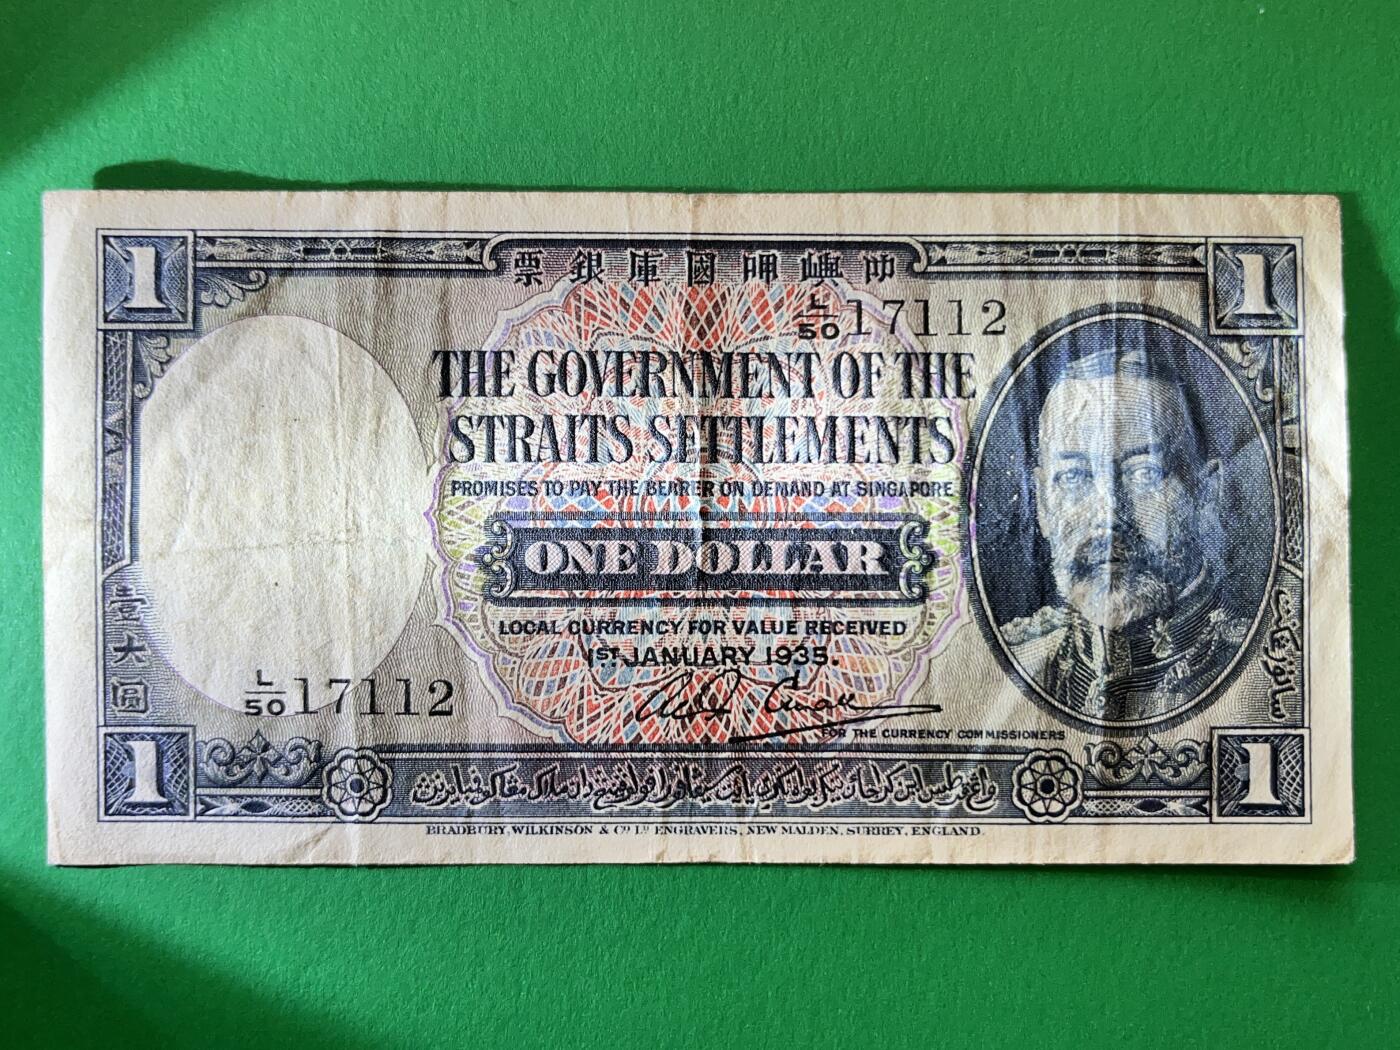 1
票銀庫國呷嶼叻
1
L/50 17112
THE GOVERNMENT OF THE
STRAITS SETTLEMENTS
PROMISES TO PAY THE BEARER ON DEMAND AT SINGAPORE
ONE DOLLAR
LOCAL CURRENCY FOR VALUE RECEIVED
1ST JANUARY 1935.
壹大圓
L/50 17112
FOR THE CURRENCY COMMISSIONERS
1
1
BRADBURY, WILKINSON & Co. Ld. ENGRAVERS, NEW MALDEN, SURREY, ENGLAND.